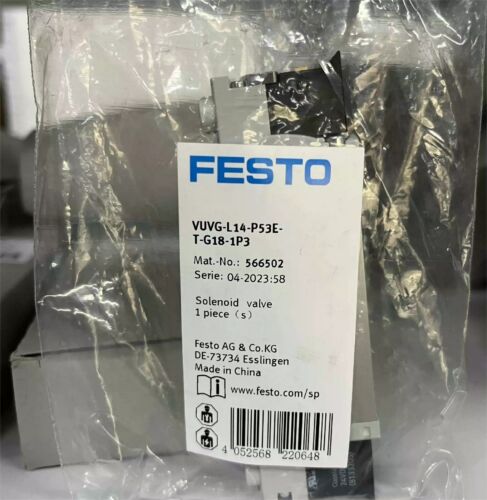 FESTO
VUVG-L14-P53E-
T-G18-1P3
Mat.-No.: 566502
Serie: 04-2023:58
Solenoid valve
1 piece(s)
Festo AG & Co.KG
DE-73734 Esslingen
Made in China
www.festo.com/sp
4 052568 220648